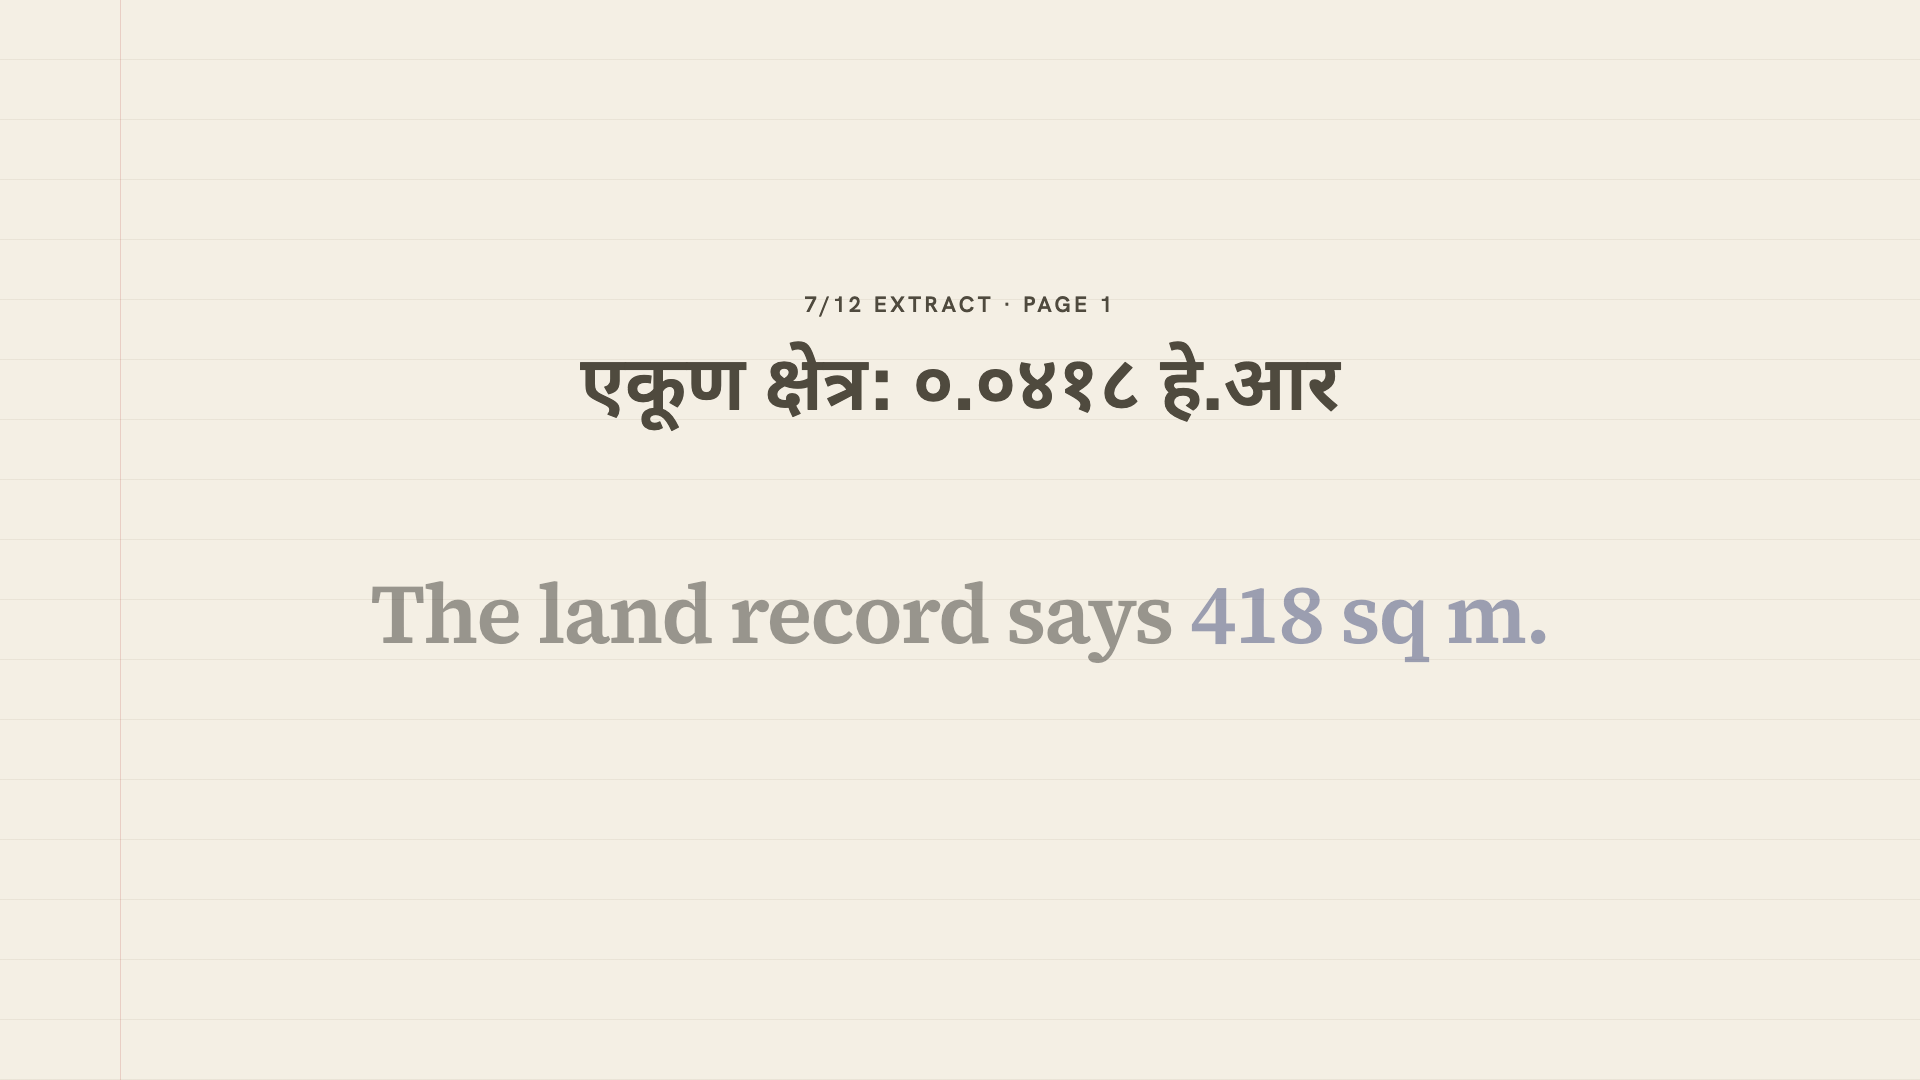 7/12 EXTRACT · PAGE 1
एकूण क्षेत्र: ०.०४१८ हे.आर
The land record says 418 sq m.